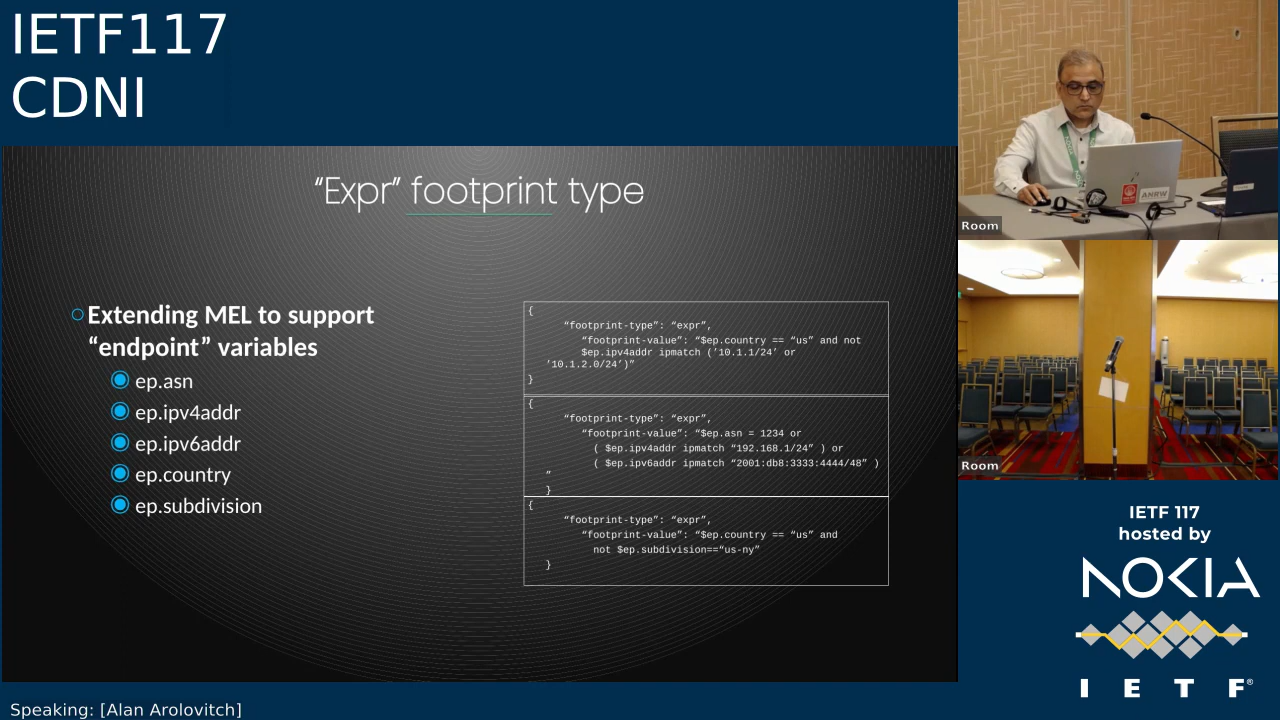 IETF117
CDNI
“Expr” footprint type
Extending MEL to support
“endpoint” variables
ep.asn
ep.ipv4addr
ep.ipv6addr
ep.country
ep.subdivision
{
“footprint-type”: “expr”,
“footprint-value”: “$ep.country == “us” and not
$ep.ipv4addr ipmatch (’10.1.1/24’ or
’10.1.2.0/24’)”
}
{
“footprint-type”: “expr”,
“footprint-value”: “$ep.asn = 1234 or
( $ep.ipv4addr ipmatch “192.168.1/24” ) or
( $ep.ipv6addr ipmatch “2001:db8:3333:4444/48” )
”
}
{
“footprint-type”: “expr”,
“footprint-value”: “$ep.country == “us” and
not $ep.subdivision==“us-ny”
}
Room
ANRW
Room
IETF 117
hosted by
NOKIA
IETF®
Speaking: [Alan Arolovitch]